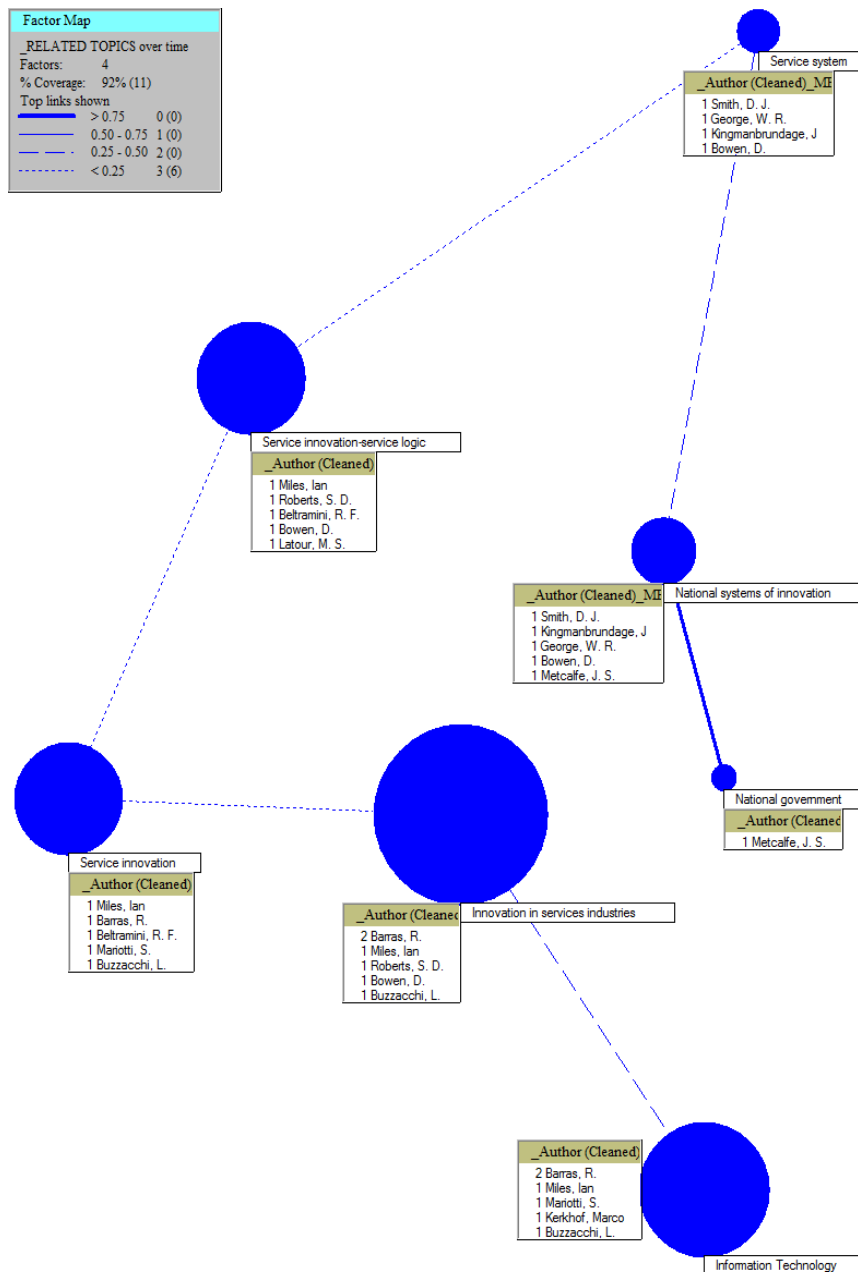 Factor Map
_RELATED TOPICS over time
Factors: 4
% Coverage: 92% (11)
Top links shown
> 0.75 0 (0)
0.50 - 0.75 1 (0)
0.25 - 0.50 2 (0)
< 0.25 3 (6)
Service system
_Author (Cleaned)_MF
1 Smith, D. J.
1 George, W. R.
1 Kingmanbrundage, J
1 Bowen, D.
Service innovation-service logic
_Author (Cleaned)
1 Miles, Ian
1 Roberts, S. D.
1 Beltramini, R. F.
1 Bowen, D.
1 Latour, M. S.
National systems of innovation
_Author (Cleaned)_MF
1 Smith, D. J.
1 Kingmanbrundage, J
1 George, W. R.
1 Bowen, D.
1 Metcalfe, J. S.
National government
_Author (Cleaned
1 Metcalfe, J. S.
Service innovation
_Author (Cleaned)
1 Miles, Ian
1 Barras, R.
1 Beltramini, R. F.
1 Mariotti, S.
1 Buzzacchi, L.
Innovation in services industries
_Author (Cleaned
2 Barras, R.
1 Miles, Ian
1 Roberts, S. D.
1 Bowen, D.
1 Buzzacchi, L.
_Author (Cleaned)
2 Barras, R.
1 Miles, Ian
1 Mariotti, S.
1 Kerkhof, Marco
1 Buzzacchi, L.
Information Technology